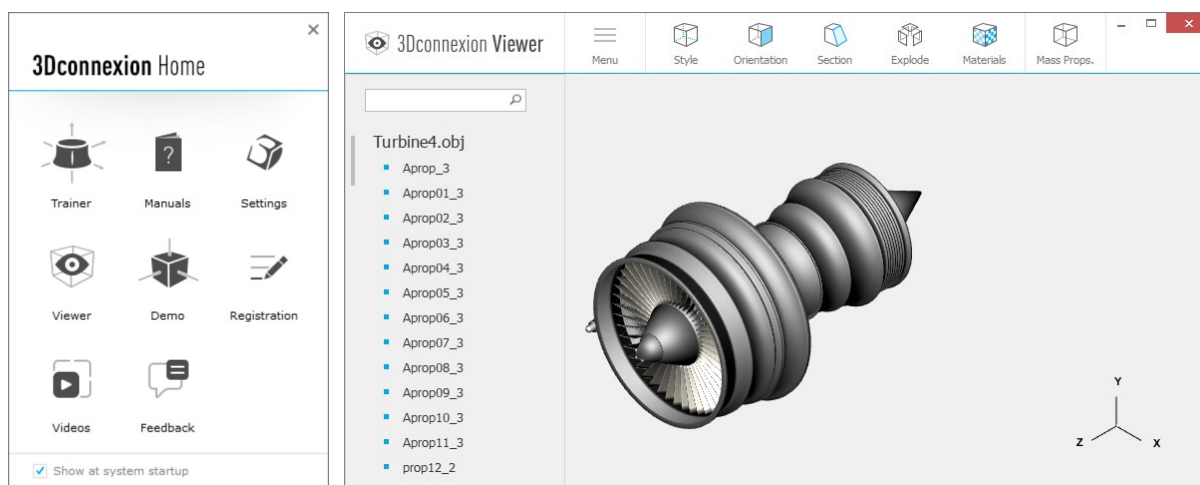 3Dconnexion Home
Trainer
Manuals
Settings
Viewer
Demo
Registration
Videos
Feedback
Show at system startup
3Dconnexion Viewer
Menu
Style
Orientation
Section
Explode
Materials
Mass Props.
Turbine4.obj
Aprop_3
Aprop01_3
Aprop02_3
Aprop03_3
Aprop04_3
Aprop05_3
Aprop06_3
Aprop07_3
Aprop08_3
Aprop09_3
Aprop10_3
Aprop11_3
prop12_2
Y
Z
X